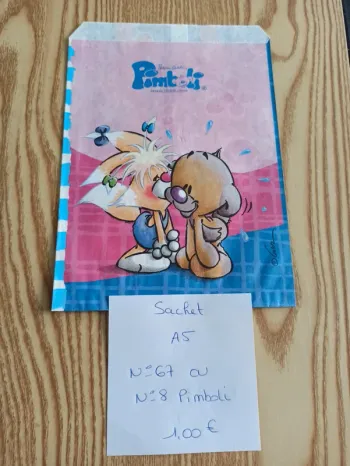 Pimboli
Sachet
A5
N°67 ou
N°8 Pimboli
1.00 €